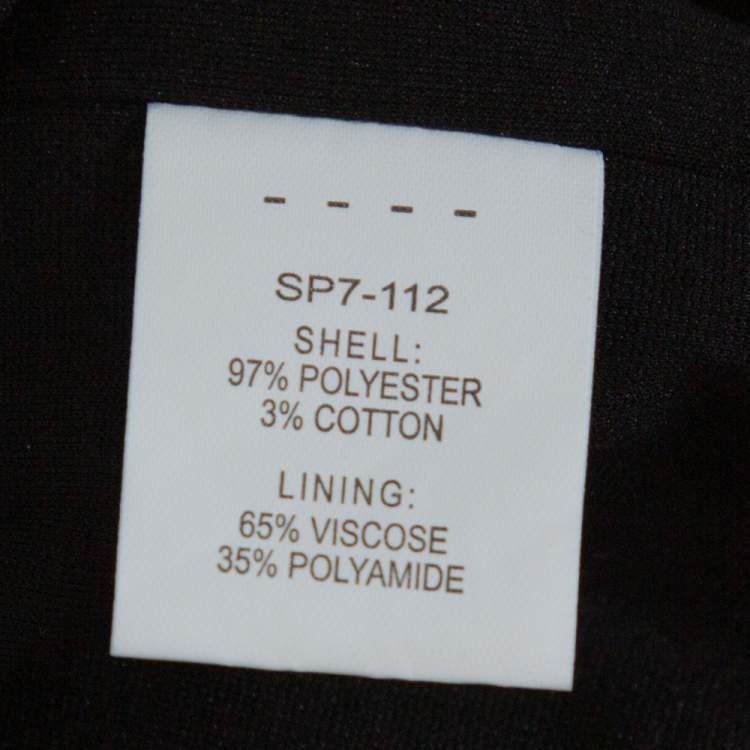 - - - -
SP7-112
SHELL:
97% POLYESTER
3% COTTON
LINING:
65% VISCOSE
35% POLYAMIDE